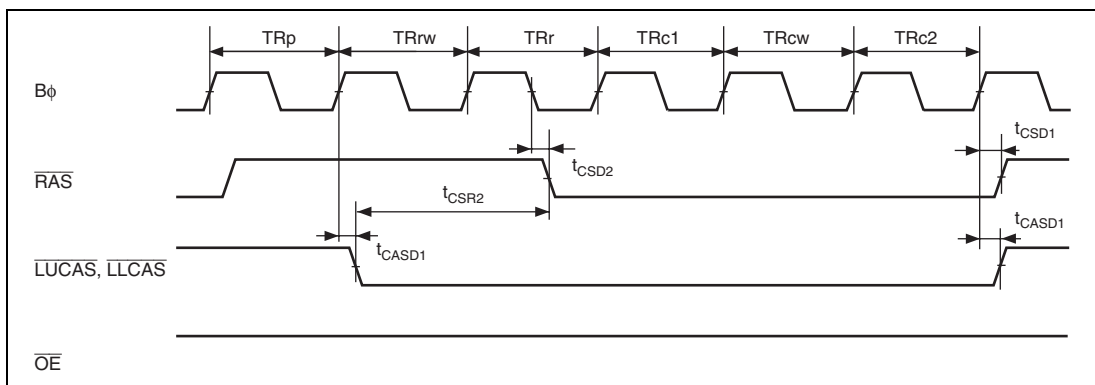 TRp TRrw TRr TRc1 TRcw TRc2
Bϕ
tCSD1
tCSD2
RAS
tCSR2
tCASD1
tCASD1
LUCAS, LLCAS
OE